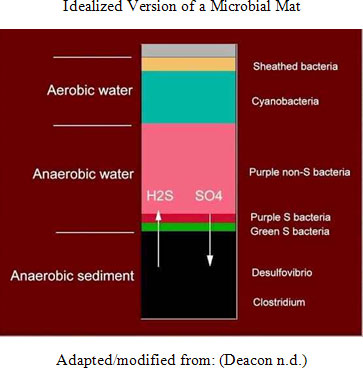 Idealized Version of a Microbial Mat
Sheathed bacteria
Aerobic water
Cyanobacteria
Anaerobic water
Purple non-S bacteria
H2S
SO4
Purple S bacteria
Green S bacteria
Anaerobic sediment
Desulfovibrio
Clostridium
Adapted/modified from: (Deacon n.d.)